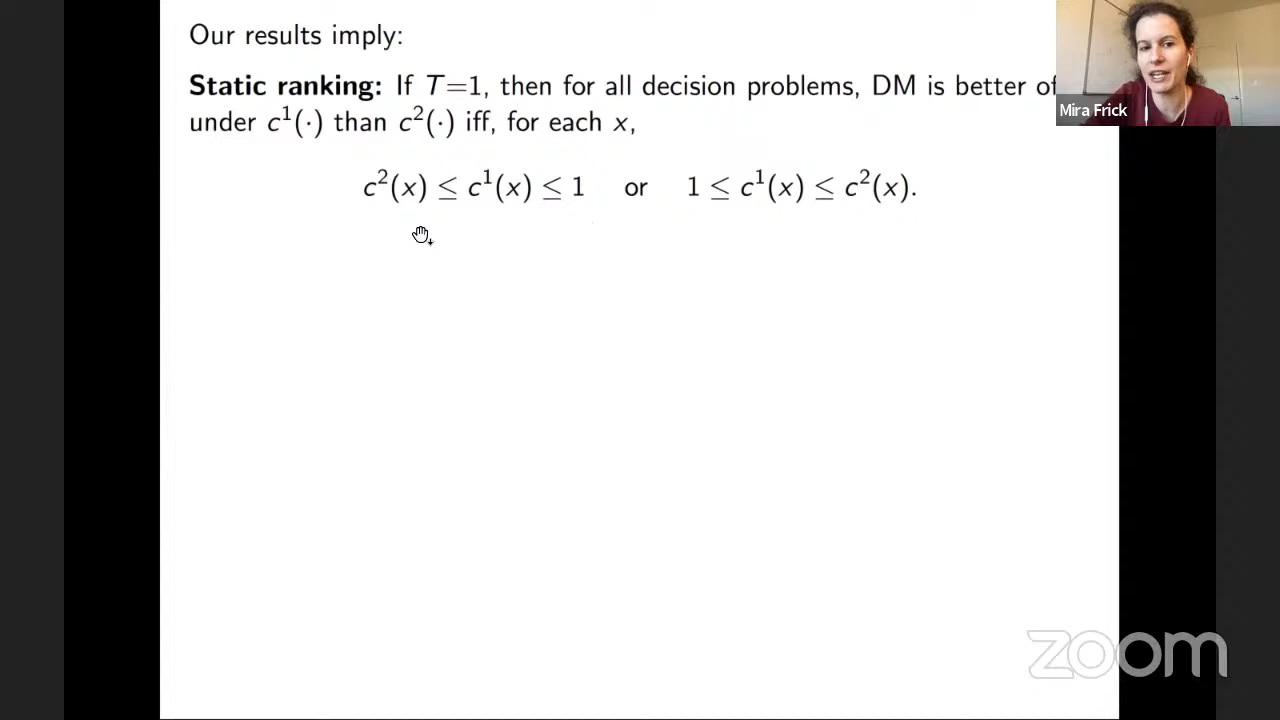 Our results imply:
Static ranking: If T=1, then for all decision problems, DM is better of
under c¹(·) than c²(·) iff, for each x,
c²(x) ≤ c¹(x) ≤ 1 or 1 ≤ c¹(x) ≤ c²(x).
Mira Frick
zoom